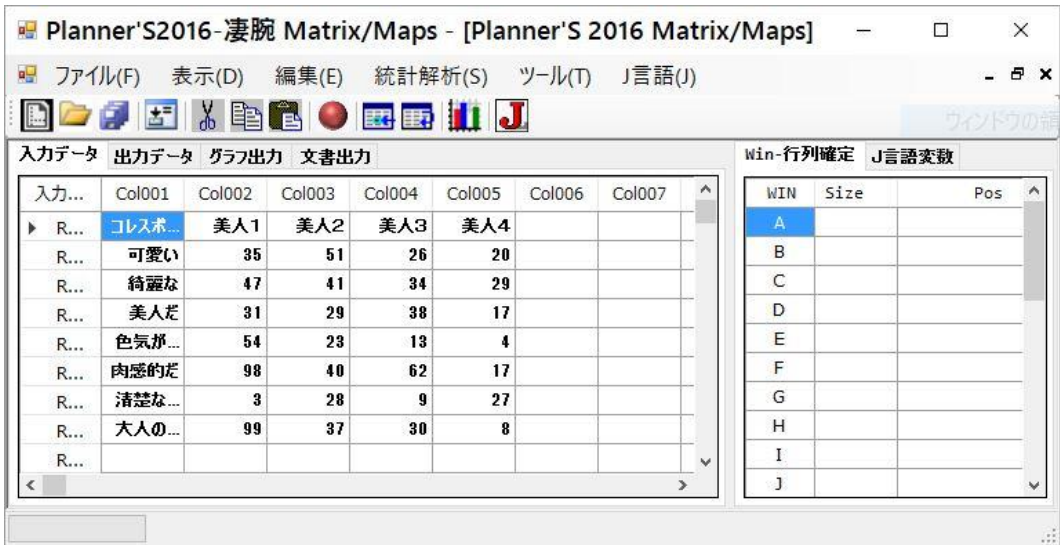 Planner'S2016-凄腕 Matrix/Maps - [Planner'S 2016 Matrix/Maps]
ファイル(F) 表示(D) 編集(E) 統計解析(S) ツール(T) J言語(J)
J
ウィンドウの領
入力データ 出力データ グラフ出力 文書出力
Win-行列確定 J言語変数
入力... Col001 Col002 Col003 Col004 Col005 Col006 Col007
R... コレスポ... 美人1 美人2 美人3 美人4
R... 可愛い 35 51 26 20
R... 綺麗な 47 41 34 29
R... 美人だ 31 29 38 17
R... 色気が... 54 23 13 4
R... 肉感的だ 98 40 62 17
R... 清楚な... 3 28 9 27
R... 大人の... 99 37 30 8
R...
WIN Size Pos
A
B
C
D
E
F
G
H
I
J